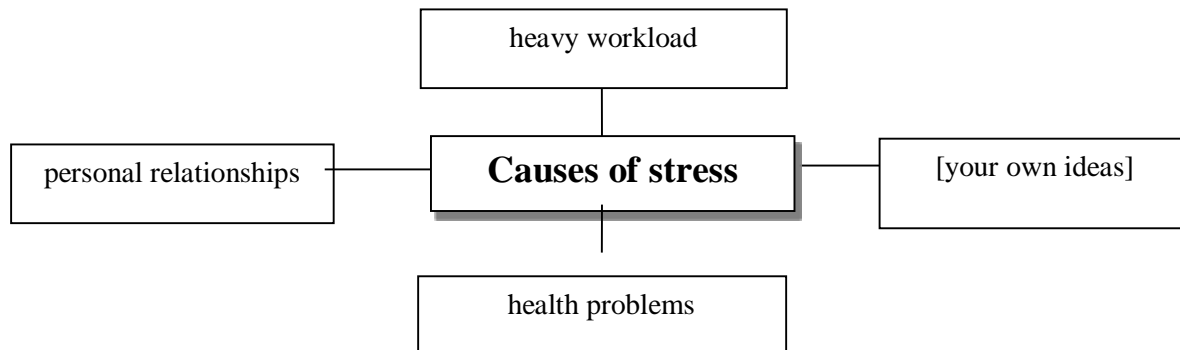 heavy workload
personal relationships
Causes of stress
[your own ideas]
health problems